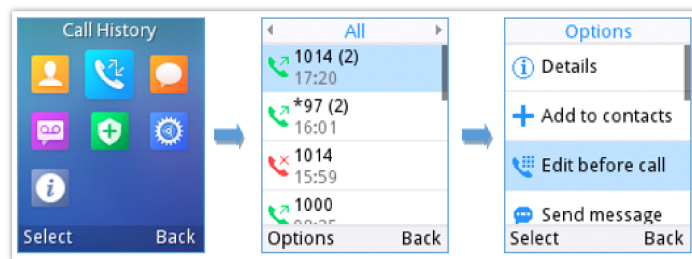 Call History
Select Back
All
1014 (2)
17:20
*97 (2)
16:01
1014
15:59
1000
Options Back
Options
Details
Add to contacts
Edit before call
Send message
Select Back